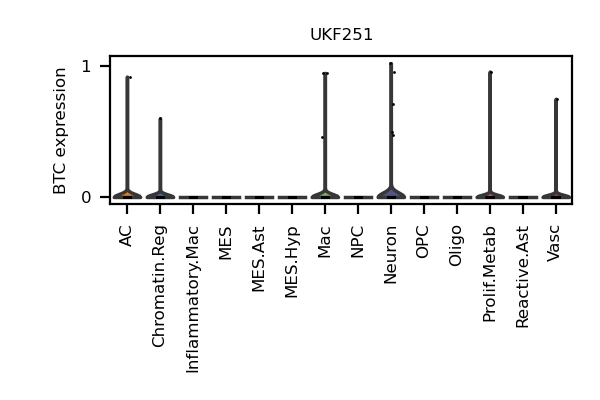 UKF251
BTC expression
1
0
AC
Chromatin.Reg
Inflammatory.Mac
MES
MES.Ast
MES.Hyp
Mac
NPC
Neuron
OPC
Oligo
Prolif.Metab
Reactive.Ast
Vasc